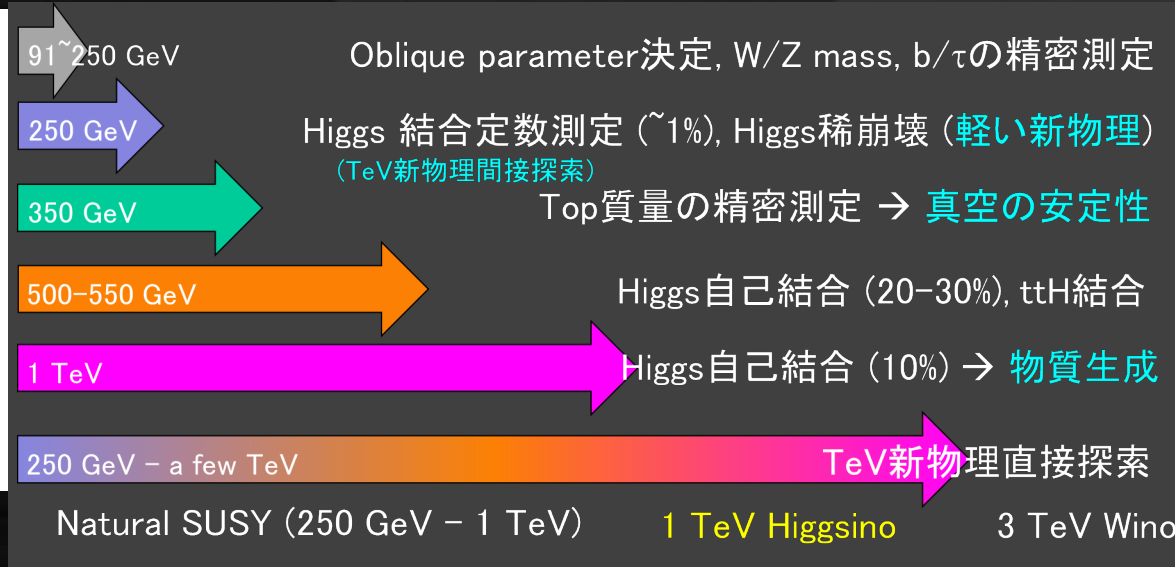 91~250 GeV Oblique parameter決定, W/Z mass, b/τの精密測定
250 GeV Higgs 結合定数測定 (~1%), Higgs稀崩壊 (軽い新物理)
(TeV新物理間接探索)
350 GeV Top質量の精密測定 → 真空の安定性
500-550 GeV Higgs自己結合 (20-30%), ttH結合
1 TeV Higgs自己結合 (10%) → 物質生成
250 GeV - a few TeV TeV新物理直接探索
Natural SUSY (250 GeV - 1 TeV) 1 TeV Higgsino 3 TeV Wino